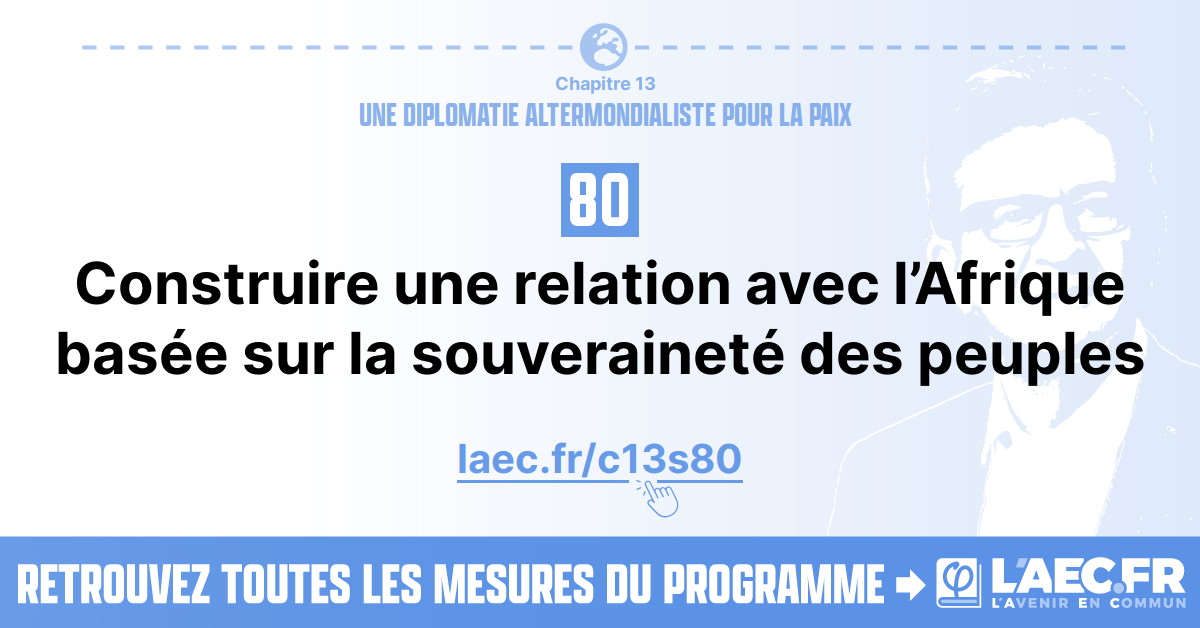 Chapitre 13
UNE DIPLOMATIE ALTERMONDIALISTE POUR LA PAIX
80
Construire une relation avec l’Afrique
basée sur la souveraineté des peuples
laec.fr/c13s80
RETROUVEZ TOUTES LES MESURES DU PROGRAMME
φ L'AEC.FR
L'AVENIR EN COMMUN